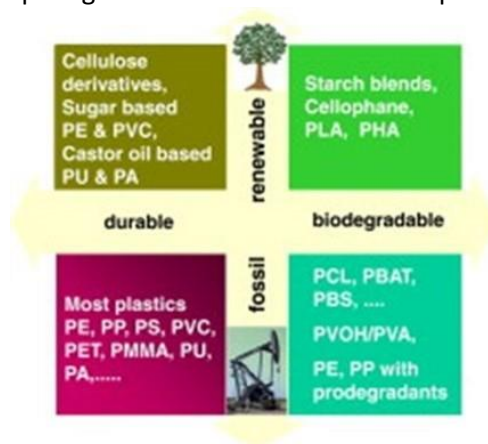 Cellulose
derivatives,
Sugar based
PE & PVC,
Castor oil based
PU & PA
renewable
Starch blends,
Cellophane,
PLA, PHA
durable
biodegradable
Most plastics
PE, PP, PS, PVC,
PET, PMMA, PU,
PA,.....
fossil
PCL, PBAT,
PBS, ....
PVOH/PVA,
PE, PP with
prodegradants